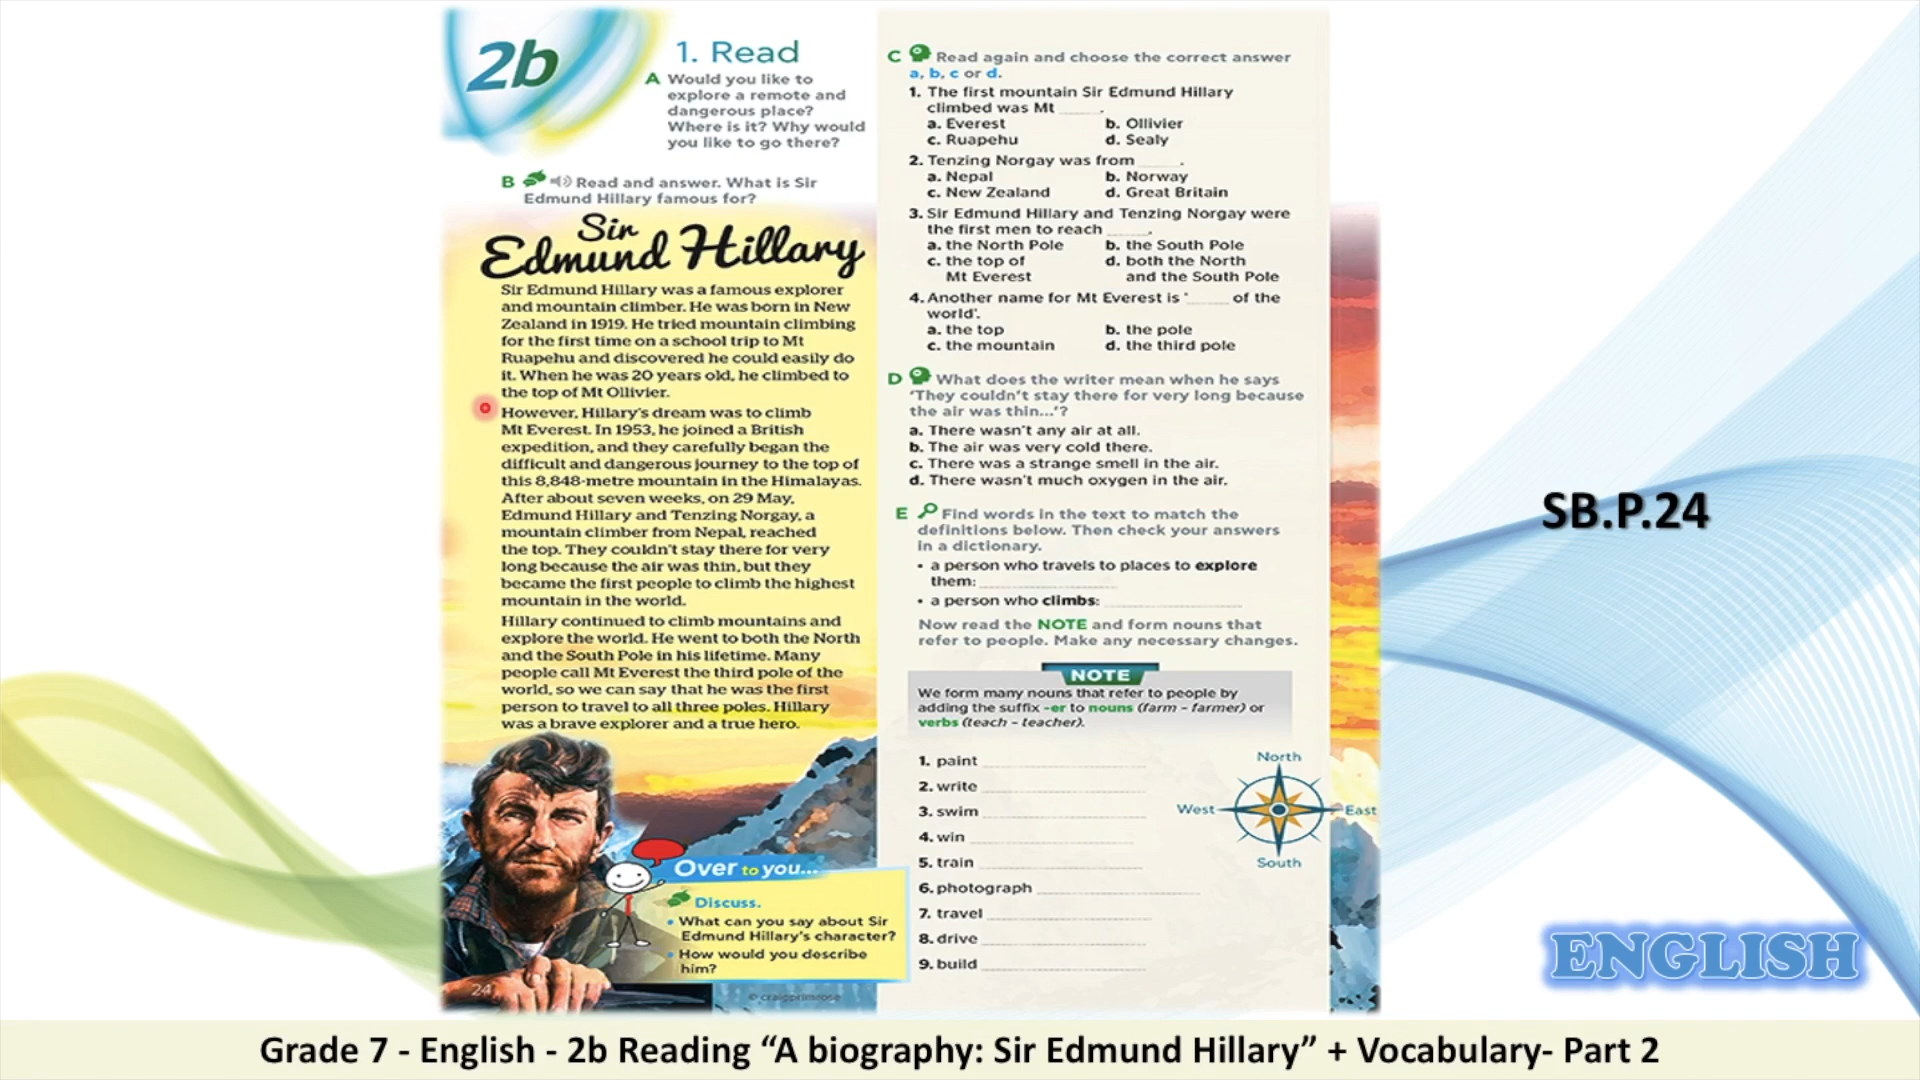 2b
1. Read
A Would you like to
explore a remote and
dangerous place?
Where is it? Why would
you like to go there?
B Read and answer. What is Sir
Edmund Hillary famous for?
Sir
Edmund Hillary
Sir Edmund Hillary was a famous explorer
and mountain climber. He was born in New
Zealand in 1919. He tried mountain climbing
for the first time on a school trip to Mt
Ruapehu and discovered he could easily do
it. When he was 20 years old, he climbed to
the top of Mt Ollivier.
However, Hillary's dream was to climb
Mt Everest. In 1953, he joined a British
expedition, and they carefully began the
difficult and dangerous journey to the top of
this 8,848-metre mountain in the Himalayas.
After about seven weeks, on 29 May,
Edmund Hillary and Tenzing Norgay, a
mountain climber from Nepal, reached
the top. They couldn't stay there for very
long because the air was thin, but they
became the first people to climb the highest
mountain in the world.
Hillary continued to climb mountains and
explore the world. He went to both the North
and the South Pole in his lifetime. Many
people call Mt Everest the third pole of the
world, so we can say that he was the first
person to travel to all three poles. Hillary
was a brave explorer and a true hero.
Over to you...
Discuss.
• What can you say about Sir
Edmund Hillary's character?
• How would you describe
him?
24
© craigprimrose
C Read again and choose the correct answer
a, b, c or d.
1. The first mountain Sir Edmund Hillary
climbed was Mt ______.
a. Everest b. Ollivier
c. Ruapehu d. Sealy
2. Tenzing Norgay was from ______.
a. Nepal b. Norway
c. New Zealand d. Great Britain
3. Sir Edmund Hillary and Tenzing Norgay were
the first men to reach ______.
a. the North Pole b. the South Pole
c. the top of d. both the North
Mt Everest and the South Pole
4. Another name for Mt Everest is '______ of the
world'.
a. the top b. the pole
c. the mountain d. the third pole
D What does the writer mean when he says
'They couldn't stay there for very long because
the air was thin...'?
a. There wasn't any air at all.
b. The air was very cold there.
c. There was a strange smell in the air.
d. There wasn't much oxygen in the air.
E Find words in the text to match the
definitions below. Then check your answers
in a dictionary.
• a person who travels to places to explore
them: ____________
• a person who climbs: ____________
Now read the NOTE and form nouns that
refer to people. Make any necessary changes.
NOTE
We form many nouns that refer to people by
adding the suffix -er to nouns (farm - farmer) or
verbs (teach - teacher).
1. paint ____________
2. write ____________
3. swim ____________
4. win ____________
5. train ____________
6. photograph ____________
7. travel ____________
8. drive ____________
9. build ____________
North
West East
South
SB.P.24
ENGLISH
Grade 7 - English - 2b Reading “A biography: Sir Edmund Hillary” + Vocabulary- Part 2